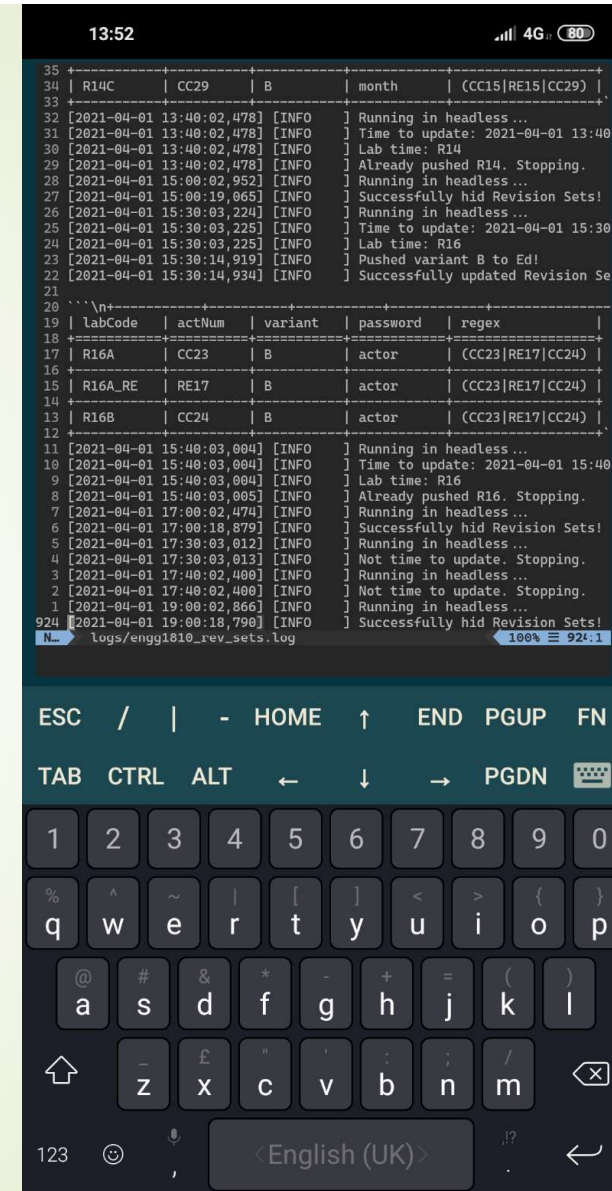 13:52 4G 80
35 +-----------+----------+----------+----------+-----------------+
34 | R14C | CC29 | B | month | (CC15|RE15|CC29) |
33 +-----------+----------+----------+----------+-----------------+`
32 [2021-04-01 13:40:02,478] [INFO ] Running in headless...
31 [2021-04-01 13:40:02,478] [INFO ] Time to update: 2021-04-01 13:40
30 [2021-04-01 13:40:02,478] [INFO ] Lab time: R14
29 [2021-04-01 13:40:02,478] [INFO ] Already pushed R14. Stopping.
28 [2021-04-01 15:00:02,952] [INFO ] Running in headless...
27 [2021-04-01 15:00:19,065] [INFO ] Successfully hid Revision Sets!
26 [2021-04-01 15:30:03,224] [INFO ] Running in headless...
25 [2021-04-01 15:30:03,225] [INFO ] Time to update: 2021-04-01 15:30
24 [2021-04-01 15:30:03,225] [INFO ] Lab time: R16
23 [2021-04-01 15:30:14,919] [INFO ] Pushed variant B to Ed!
22 [2021-04-01 15:30:14,934] [INFO ] Successfully updated Revision Se
21
20 ```\n+-----------+----------+----------+----------+---------------
19 | labCode | actNum | variant | password | regex |
18 +===========+==========+==========+==========+=================+
17 | R16A | CC23 | B | actor | (CC23|RE17|CC24) |
16 +-----------+----------+----------+----------+-----------------+
15 | R16A_RE | RE17 | B | actor | (CC23|RE17|CC24) |
14 +-----------+----------+----------+----------+-----------------+
13 | R16B | CC24 | B | actor | (CC23|RE17|CC24) |
12 +-----------+----------+----------+----------+-----------------+`
11 [2021-04-01 15:40:03,004] [INFO ] Running in headless...
10 [2021-04-01 15:40:03,004] [INFO ] Time to update: 2021-04-01 15:40
9 [2021-04-01 15:40:03,004] [INFO ] Lab time: R16
8 [2021-04-01 15:40:03,005] [INFO ] Already pushed R16. Stopping.
7 [2021-04-01 17:00:02,474] [INFO ] Running in headless...
6 [2021-04-01 17:00:18,879] [INFO ] Successfully hid Revision Sets!
5 [2021-04-01 17:30:03,012] [INFO ] Running in headless...
4 [2021-04-01 17:30:03,013] [INFO ] Not time to update. Stopping.
3 [2021-04-01 17:40:02,400] [INFO ] Running in headless...
2 [2021-04-01 17:40:02,400] [INFO ] Not time to update. Stopping.
1 [2021-04-01 19:00:02,866] [INFO ] Running in headless...
924 [2021-04-01 19:00:18,790] [INFO ] Successfully hid Revision Sets!
N… logs/engg1810_rev_sets.log 100% ☰ 924:1
ESC / | - HOME ↑ END PGUP FN
TAB CTRL ALT ← ↓ → PGDN
1 2 3 4 5 6 7 8 9 0
% ^ ~ | [ ] < > { }
q w e r t y u i o p
@ # & * - + = ( )
a s d f g h j k l
_ £ " ' : ; /
z x c v b n m
,!?
123 , <English (UK)> .